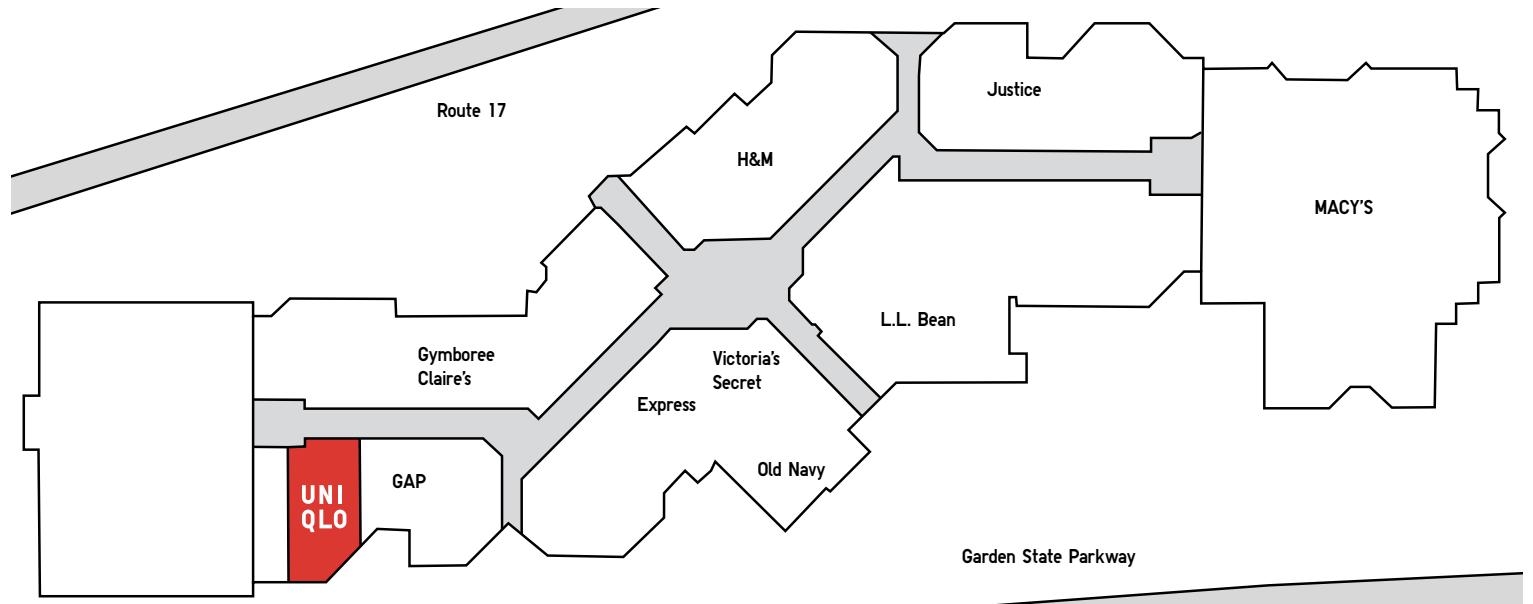 Route 17
Justice
H&M
MACY'S
L.L. Bean
Gymboree
Claire's
Victoria's
Secret
Express
Old Navy
GAP
UNI
QLO
Garden State Parkway